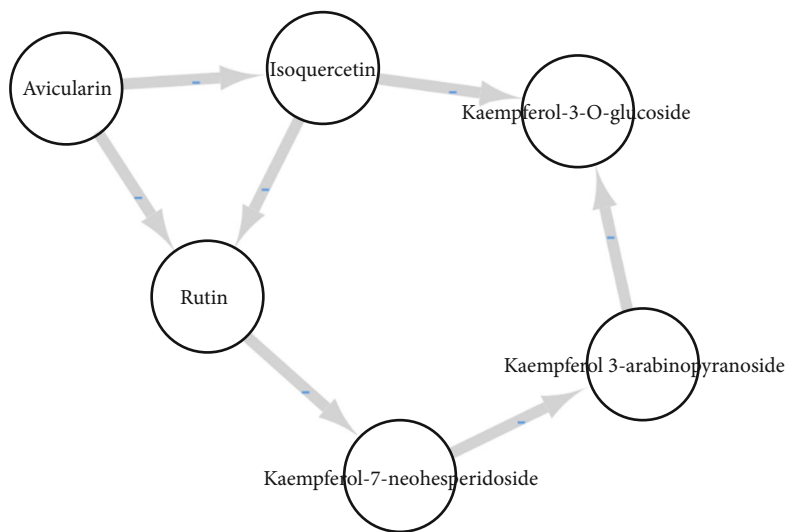 Avicularin
Isoquercetin
Kaempferol-3-O-glucoside
Rutin
Kaempferol 3-arabinopyranoside
Kaempferol-7-neohesperidoside